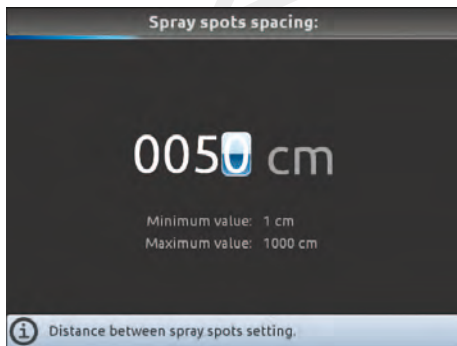 Spray spots spacing:
0050 cm
Minimum value: 1 cm
Maximum value: 1000 cm
Distance between spray spots setting.